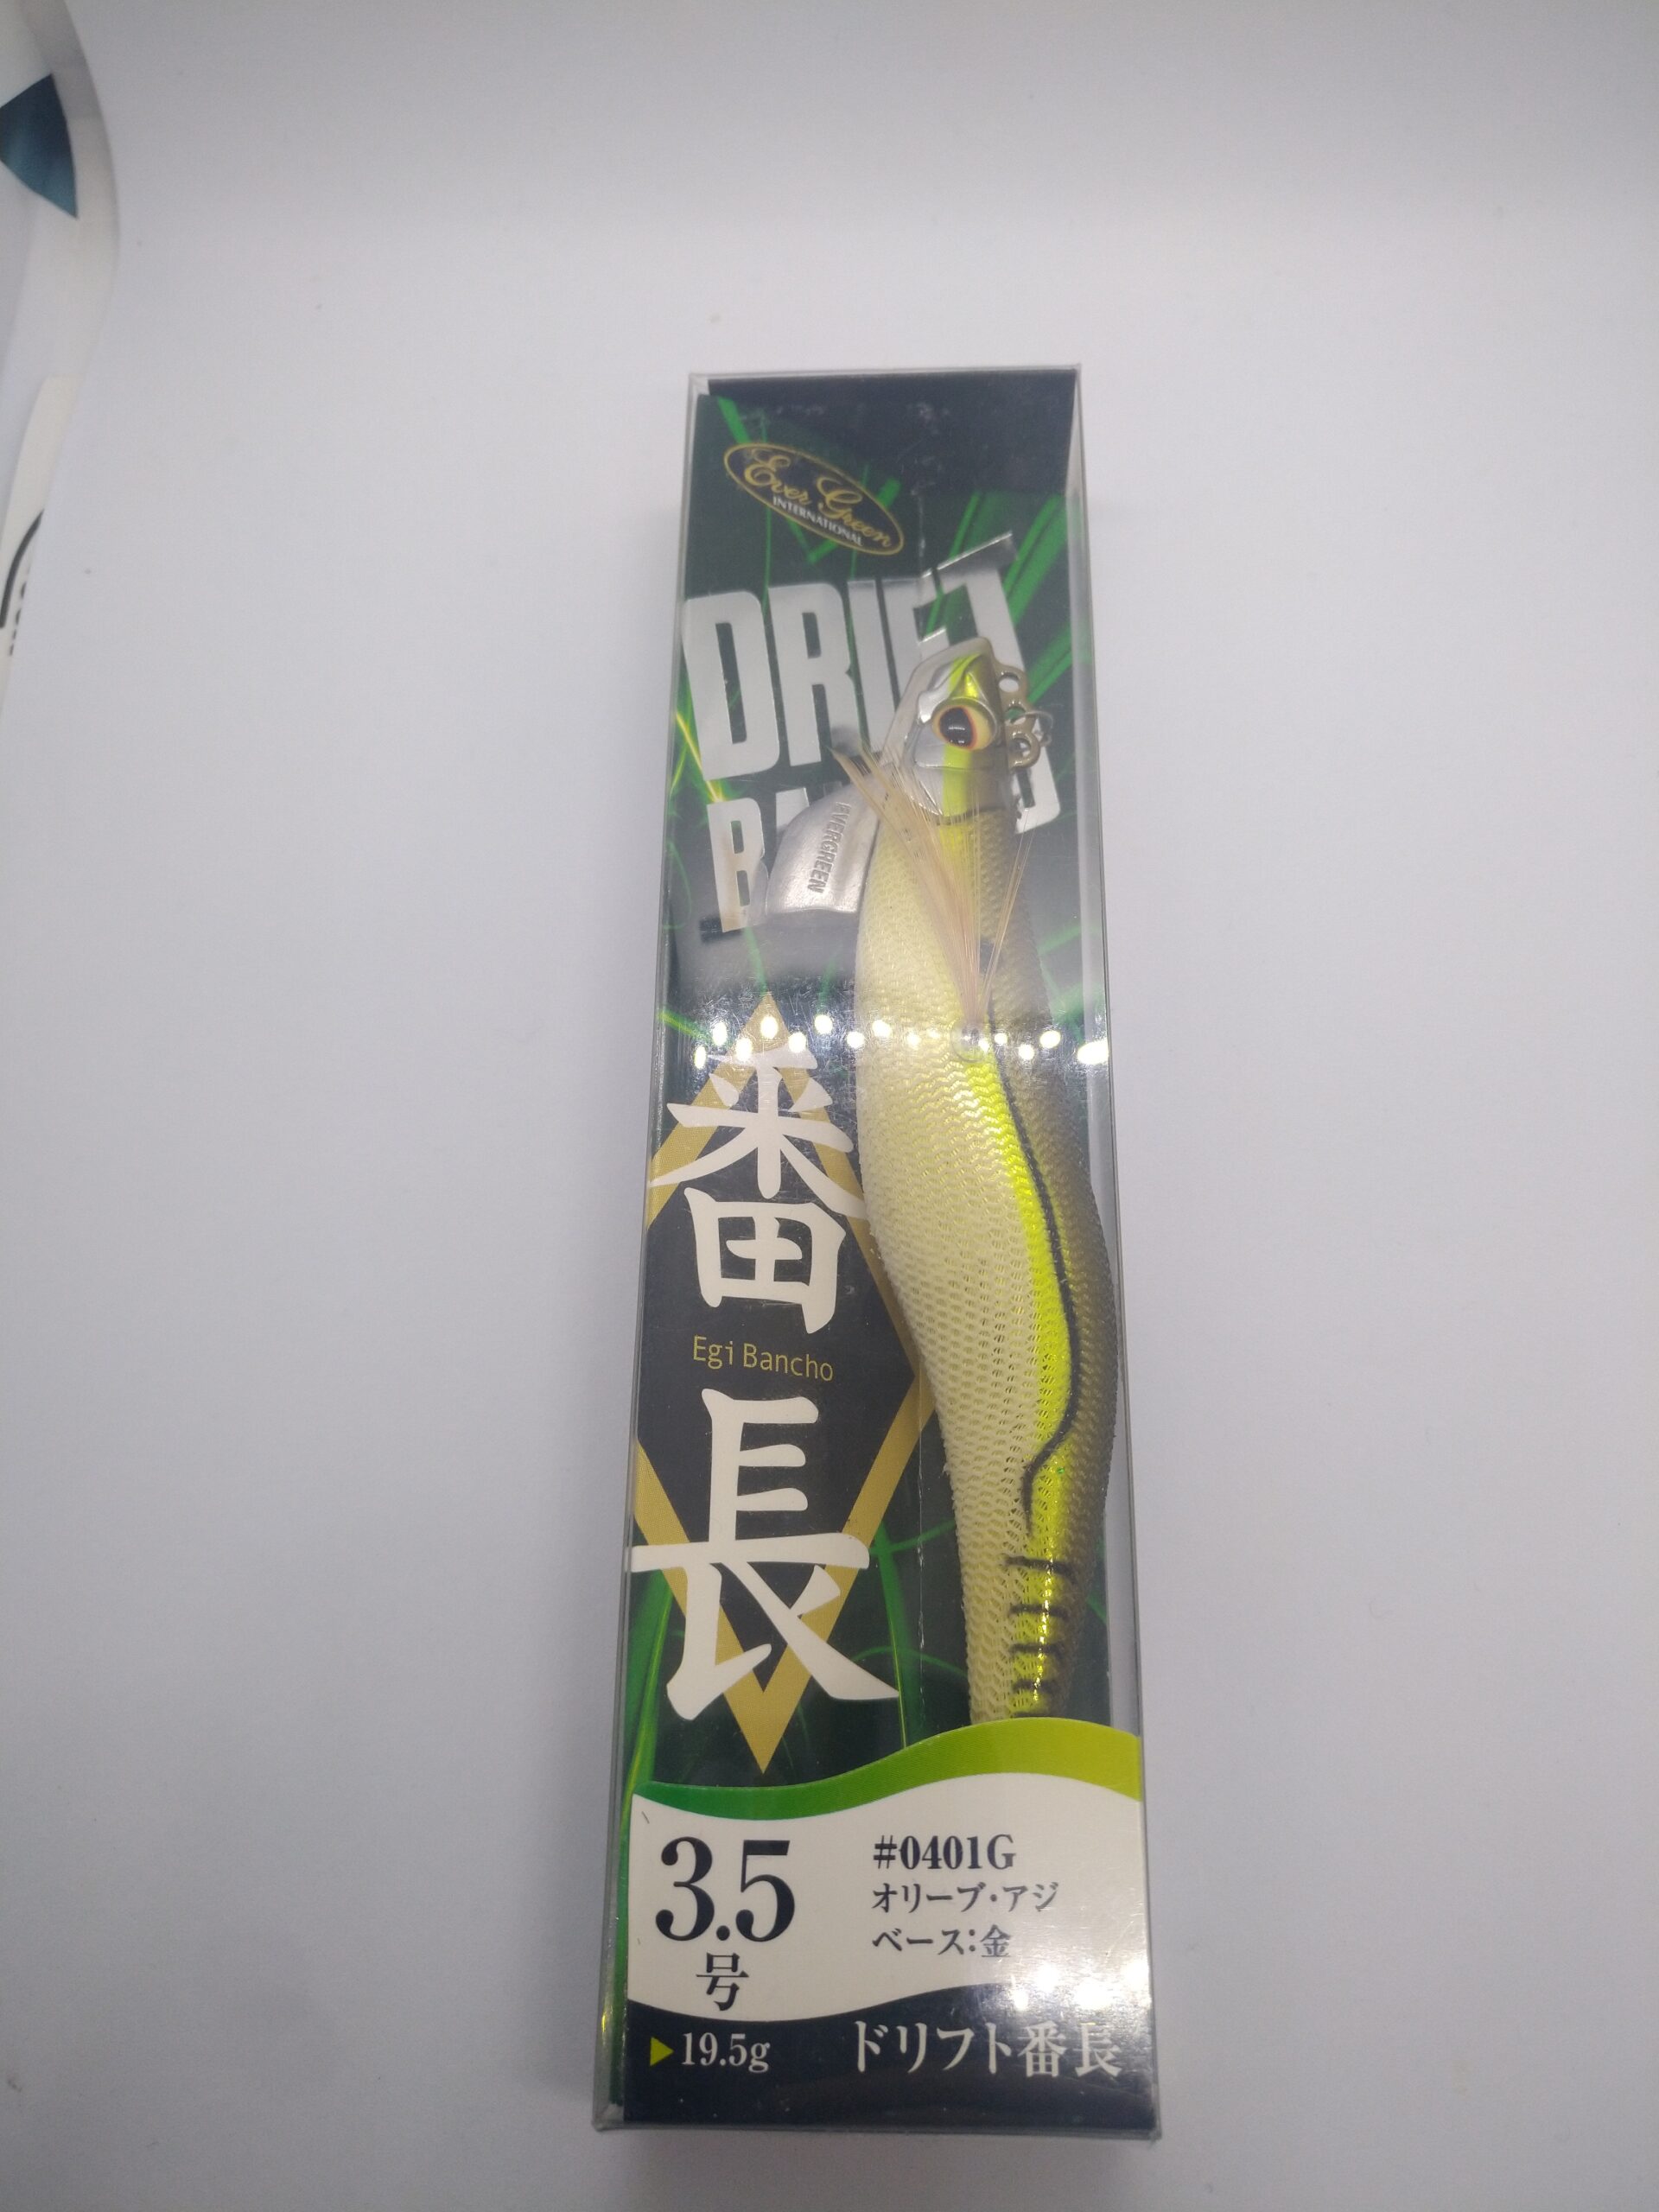 Ever Green
INTERNATIONAL
DRIFT
EVERGREEN
番
Egi Bancho
長
3.5
号
#0401G
オリーブ・アジ
ベース:金
19.5g
ドリフト番長